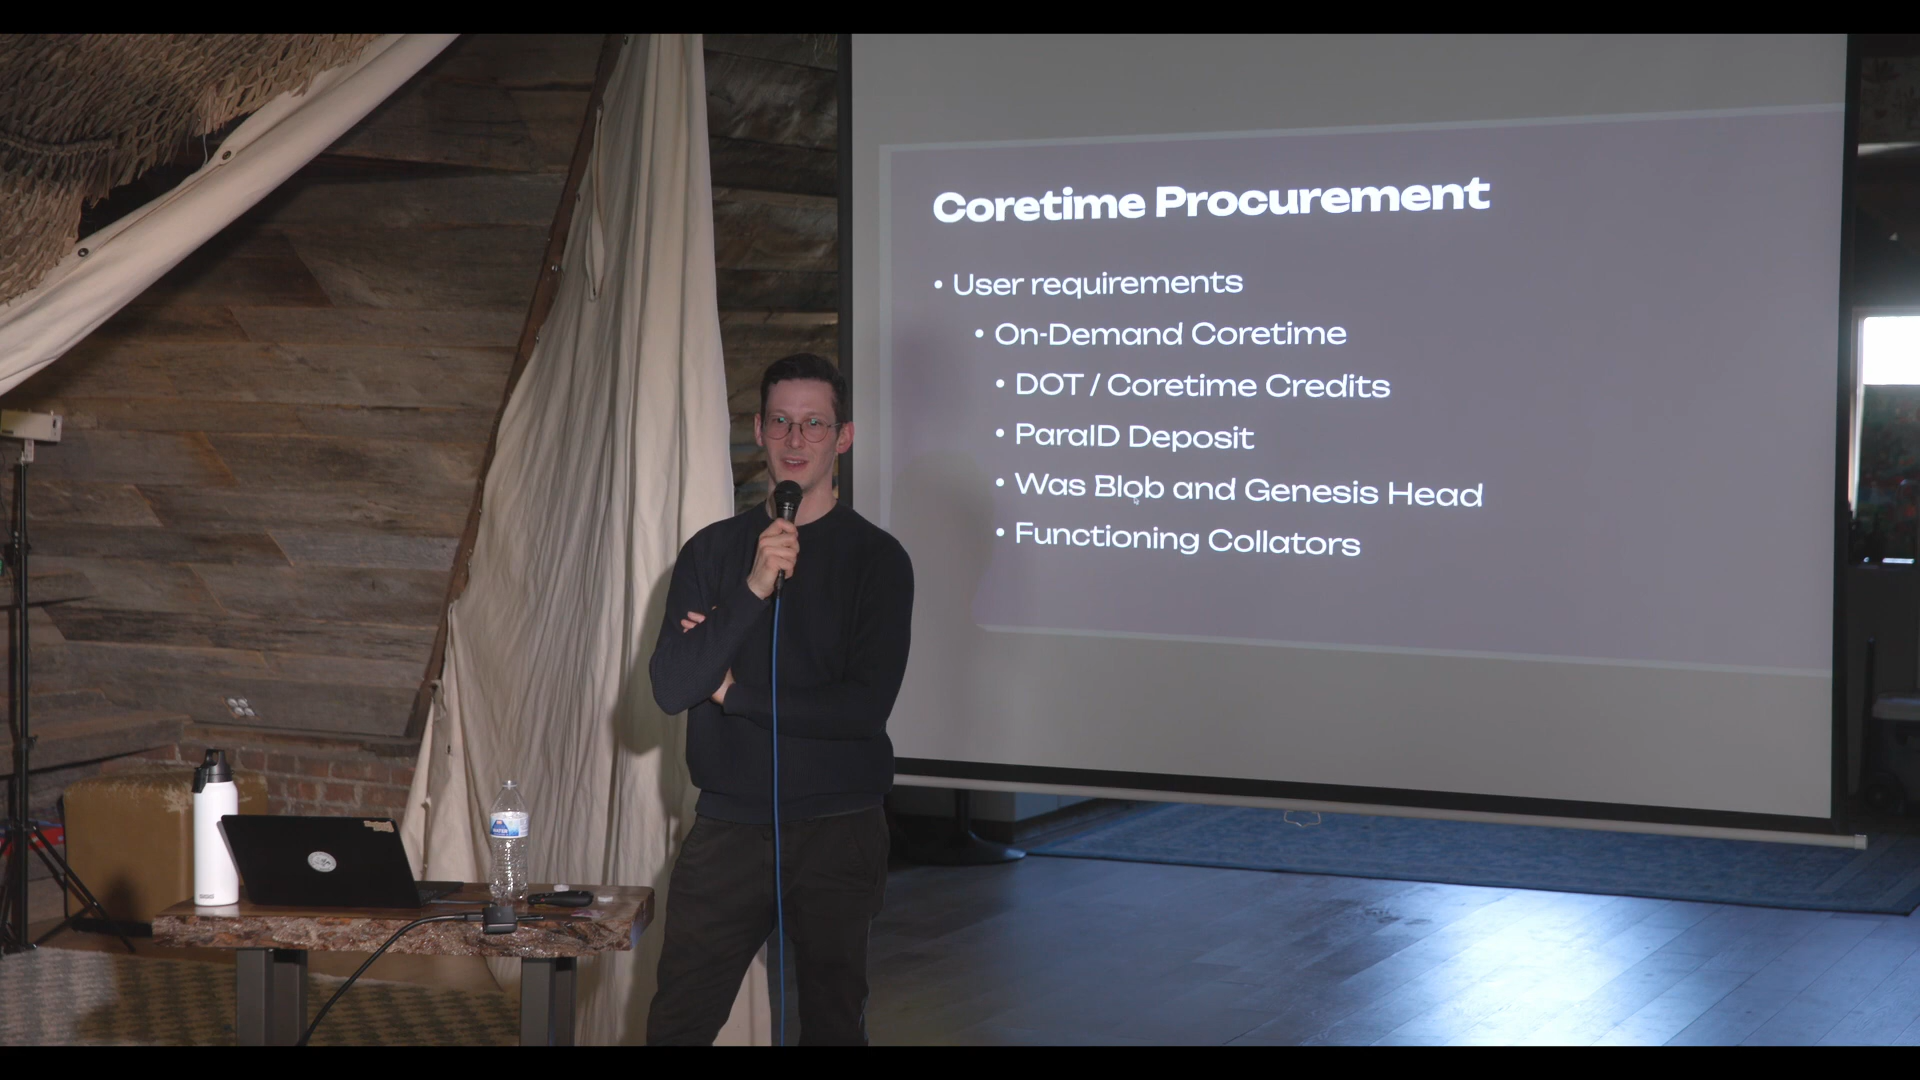 Coretime Procurement
• User requirements
• On-Demand Coretime
• DOT / Coretime Credits
• ParaID Deposit
• Was Blob and Genesis Head
• Functioning Collators
WATER